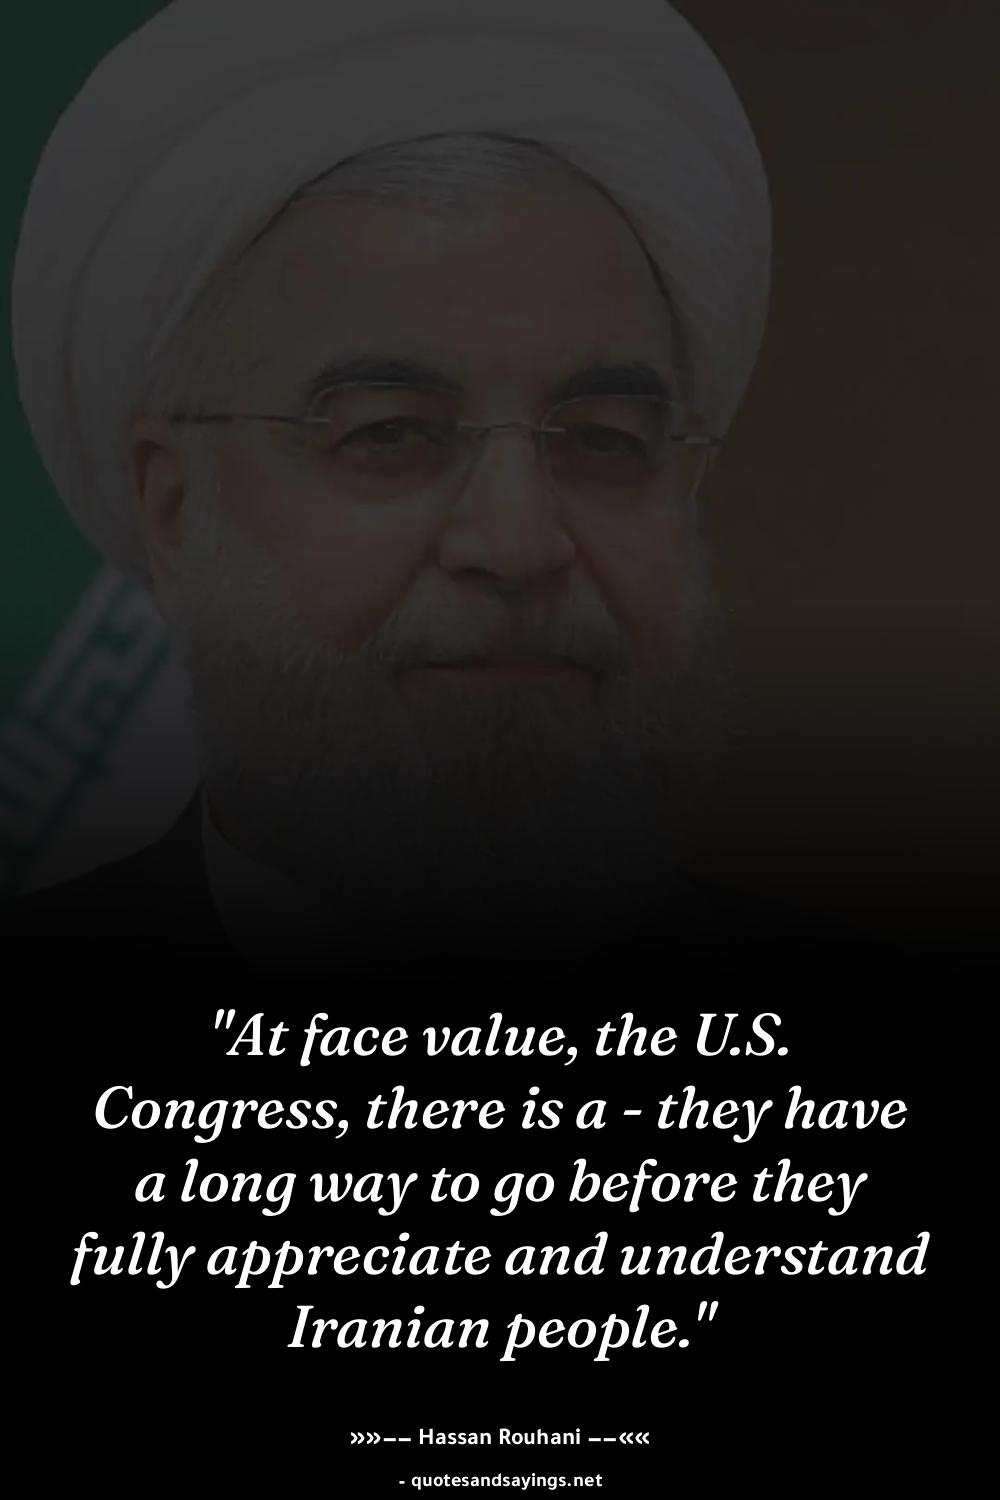 "At face value, the U.S.
Congress, there is a - they have
a long way to go before they
fully appreciate and understand
Iranian people."
»»−− Hassan Rouhani −−««
- quotesandsayings.net